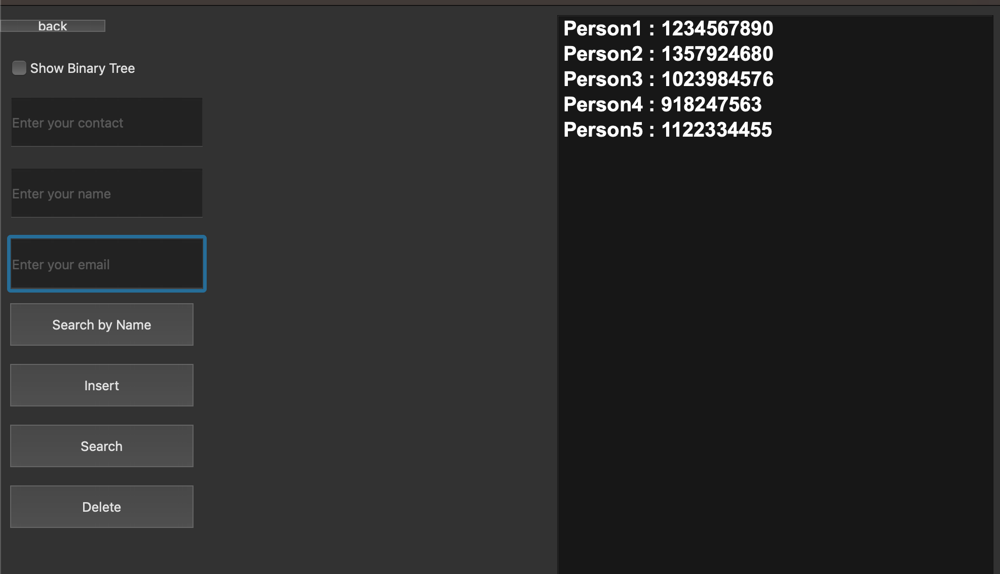 back
Show Binary Tree
Enter your contact
Enter your name
Enter your email
Search by Name
Insert
Search
Delete
Person1 : 1234567890
Person2 : 1357924680
Person3 : 1023984576
Person4 : 918247563
Person5 : 1122334455